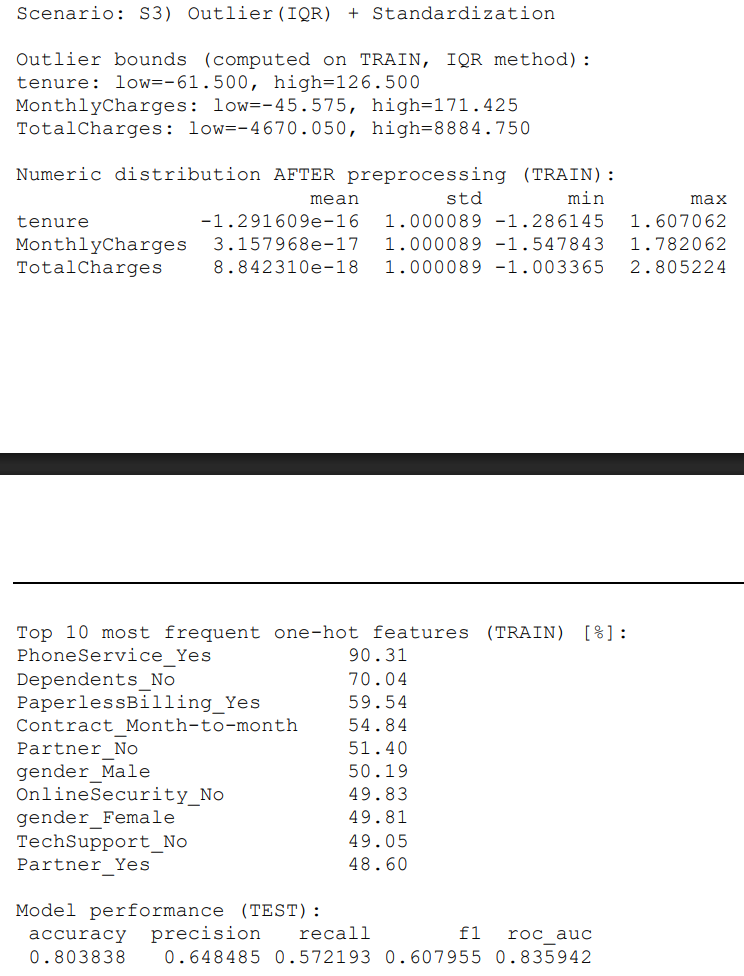 Scenario: S3) Outlier(IQR) + Standardization
Outlier bounds (computed on TRAIN, IQR method):
tenure: low=-61.500, high=126.500
MonthlyCharges: low=-45.575, high=171.425
TotalCharges: low=-4670.050, high=8884.750
Numeric distribution AFTER preprocessing (TRAIN):
mean std min max
tenure -1.291609e-16 1.000089 -1.286145 1.607062
MonthlyCharges 3.157968e-17 1.000089 -1.547843 1.782062
TotalCharges 8.842310e-18 1.000089 -1.003365 2.805224
Top 10 most frequent one-hot features (TRAIN) [%]:
PhoneService_Yes 90.31
Dependents_No 70.04
PaperlessBilling_Yes 59.54
Contract_Month-to-month 54.84
Partner_No 51.40
gender_Male 50.19
OnlineSecurity_No 49.83
gender_Female 49.81
TechSupport_No 49.05
Partner_Yes 48.60
Model performance (TEST):
accuracy precision recall f1 roc_auc
0.803838 0.648485 0.572193 0.607955 0.835942